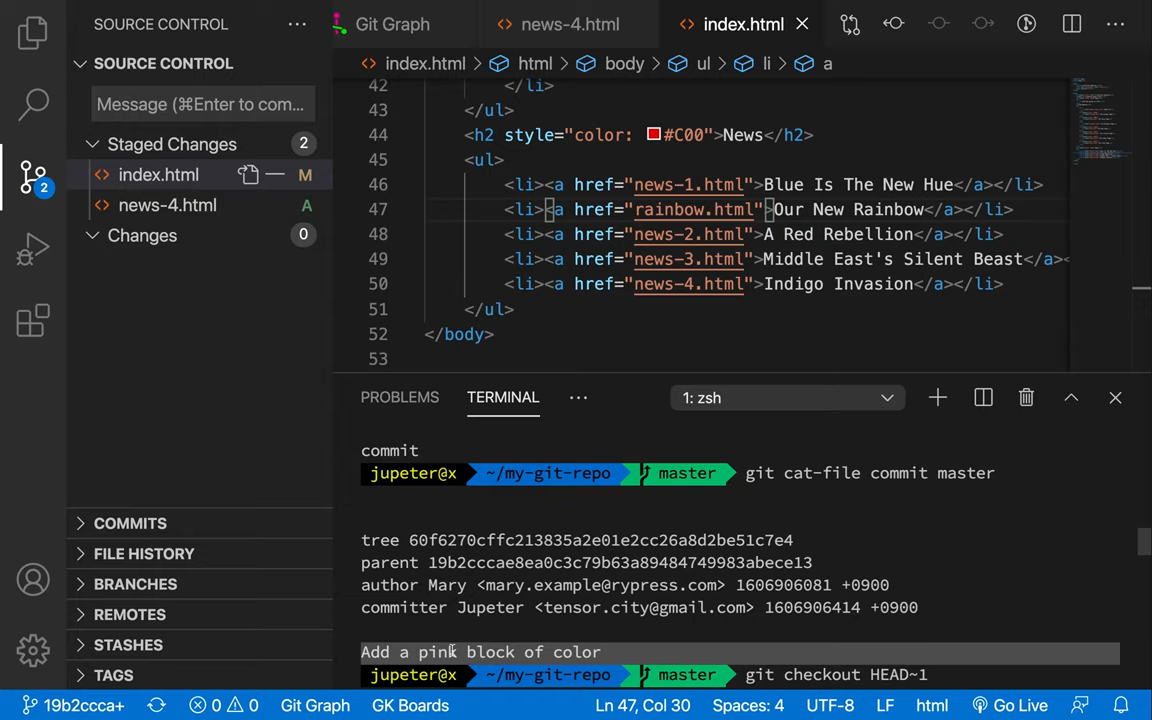 SOURCE CONTROL ···
SOURCE CONTROL
Message (⌘Enter to com...
Staged Changes 2
index.html M
news-4.html A
Changes 0
2
COMMITS
FILE HISTORY
BRANCHES
REMOTES
STASHES
TAGS
Git Graph news-4.html index.html ···
index.html > html > body > ul > li > a
42 </li>
43 </ul>
44 <h2 style="color: #C00">News</h2>
45 <ul>
46 <li><a href="news-1.html">Blue Is The New Hue</a></li>
47 <li><a href="rainbow.html">Our New Rainbow</a></li>
48 <li><a href="news-2.html">A Red Rebellion</a></li>
49 <li><a href="news-3.html">Middle East's Silent Beast</a><
50 <li><a href="news-4.html">Indigo Invasion</a></li>
51 </ul>
52 </body>
53
PROBLEMS TERMINAL ··· 1: zsh
commit
jupeter@x ~/my-git-repo master git cat-file commit master
tree 60f6270cffc213835a2e01e2cc26a8d2be51c7e4
parent 19b2cccae8ea0c3c79b63a89484749983abece13
author Mary <mary.example@rypress.com> 1606906081 +0900
committer Jupeter <tensor.city@gmail.com> 1606906414 +0900
Add a pink block of color
jupeter@x ~/my-git-repo master git checkout HEAD~1
19b2ccca+ 0 0 Git Graph GK Boards Ln 47, Col 30 Spaces: 4 UTF-8 LF html Go Live